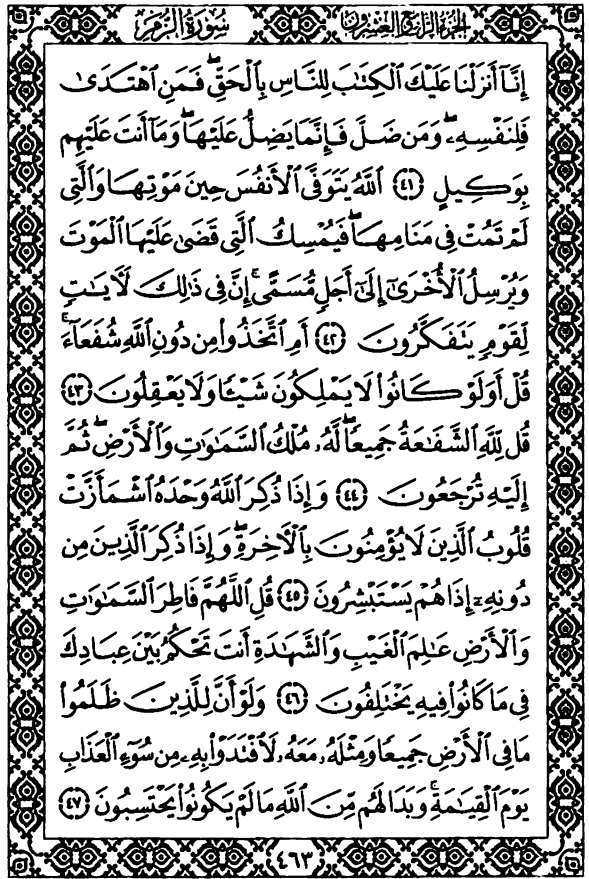 الجزء الرابع والعشرون
سورة الزمر
إِنَّآ أَنزَلْنَا عَلَيْكَ ٱلْكِتَٰبَ لِلنَّاسِ بِٱلْحَقِّ ۖ فَمَنِ ٱهْتَدَىٰ
فَلِنَفْسِهِۦ ۖ وَمَن ضَلَّ فَإِنَّمَا يَضِلُّ عَلَيْهَا ۖ وَمَآ أَنتَ عَلَيْهِم
بِوَكِيلٍ ﴿٤١﴾ ٱللَّهُ يَتَوَفَّى ٱلْأَنفُسَ حِينَ مَوْتِهَا وَٱلَّتِى
لَمْ تَمُتْ فِى مَنَامِهَا ۖ فَيُمْسِكُ ٱلَّتِى قَضَىٰ عَلَيْهَا ٱلْمَوْتَ
وَيُرْسِلُ ٱلْأُخْرَىٰٓ إِلَىٰٓ أَجَلٍ مُّسَمًّى ۚ إِنَّ فِى ذَٰلِكَ لَءَايَٰتٍ
لِّقَوْمٍ يَتَفَكَّرُونَ ﴿٤٢﴾ أَمِ ٱتَّخَذُوا۟ مِن دُونِ ٱللَّهِ شُفَعَآءَ ۚ
قُلْ أَوَلَوْ كَانُوا۟ لَا يَمْلِكُونَ شَيْـًٔا وَلَا يَعْقِلُونَ ﴿٤٣﴾
قُل لِّلَّهِ ٱلشَّفَٰعَةُ جَمِيعًا ۖ لَّهُۥ مُلْكُ ٱلسَّمَٰوَٰتِ وَٱلْأَرْضِ ۖ ثُمَّ
إِلَيْهِ تُرْجَعُونَ ﴿٤٤﴾ وَإِذَا ذُكِرَ ٱللَّهُ وَحْدَهُ ٱشْمَأَزَّتْ
قُلُوبُ ٱلَّذِينَ لَا يُؤْمِنُونَ بِٱلْءَاخِرَةِ ۖ وَإِذَا ذُكِرَ ٱلَّذِينَ مِن
دُونِهِۦٓ إِذَا هُمْ يَسْتَبْشِرُونَ ﴿٤٥﴾ قُلِ ٱللَّهُمَّ فَاطِرَ ٱلسَّمَٰوَٰتِ
وَٱلْأَرْضِ عَٰلِمَ ٱلْغَيْبِ وَٱلشَّهَٰدَةِ أَنتَ تَحْكُمُ بَيْنَ عِبَادِكَ
فِى مَا كَانُوا۟ فِيهِ يَخْتَلِفُونَ ﴿٤٦﴾ وَلَوْ أَنَّ لِلَّذِينَ ظَلَمُوا۟
مَا فِى ٱلْأَرْضِ جَمِيعًا وَمِثْلَهُۥ مَعَهُۥ لَٱفْتَدَوْا۟ بِهِۦ مِن سُوٓءِ ٱلْعَذَابِ
يَوْمَ ٱلْقِيَٰمَةِ ۚ وَبَدَا لَهُم مِّنَ ٱللَّهِ مَا لَمْ يَكُونُوا۟ يَحْتَسِبُونَ ﴿٤٧﴾
٤٦٣